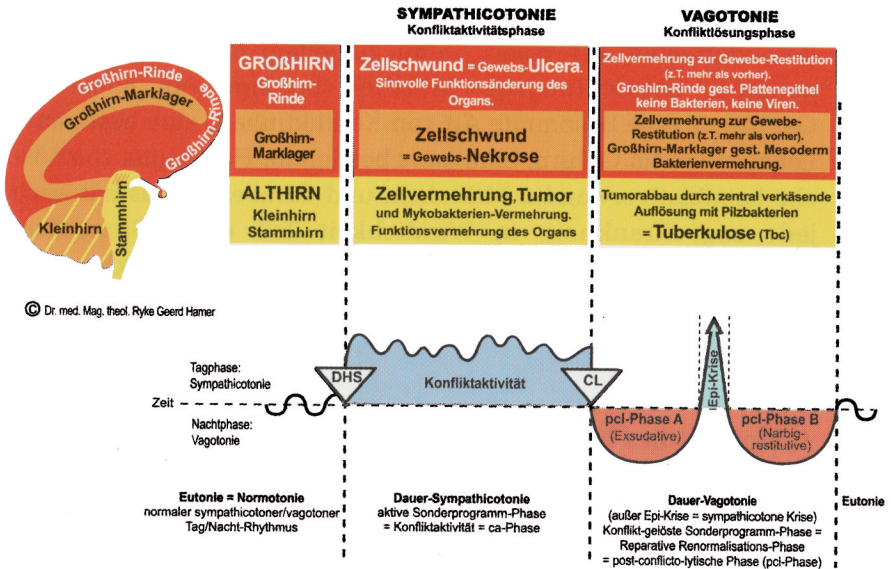 SYMPATHICOTONIE
Konfliktaktivitätsphase
VAGOTONIE
Konfliktlösungsphase
Großhirn-Rinde
Großhirn-Marklager
Großhirn-Rinde
Kleinhirn
Stammhirn
GROßHIRN
Großhirn-
Rinde
Zellschwund = Gewebs-Ulcera.
Sinnvolle Funktionsänderung des
Organs.
Zellvermehrung zur Gewebe-Restitution
(z.T. mehr als vorher).
Groshirn-Rinde gest. Plattenepithel
keine Bakterien, keine Viren.
Großhirn-
Marklager
Zellschwund
= Gewebs-Nekrose
Zellvermehrung zur Gewebe-
Restitution (z.T. mehr als vorher).
Großhirn-Marklager gest. Mesoderm
Bakterienvermehrung.
ALTHIRN
Kleinhirn
Stammhirn
Zellvermehrung,Tumor
und Mykobakterien-Vermehrung.
Funktionsvermehrung des Organs
Tumorabbau durch zentral verkäsende
Auflösung mit Pilzbakterien
= Tuberkulose (Tbc)
© Dr. med. Mag. theol. Ryke Geerd Hamer
Tagphase:
Sympathicotonie
Zeit
Nachtphase:
Vagotonie
DHS
Konfliktaktivität
CL
Epi-Krise
pcl-Phase A
(Exsudative)
pcl-Phase B
(Narbig-
restitutive)
Eutonie = Normotonie
normaler sympathicotoner/vagotoner
Tag/Nacht-Rhythmus
Dauer-Sympathicotonie
aktive Sonderprogramm-Phase
= Konfliktaktivität = ca-Phase
Dauer-Vagotonie
(außer Epi-Krise = sympathicotone Krise)
Konflikt-gelöste Sonderprogramm-Phase =
Reparative Renormalisations-Phase
= post-conflicto-lytische Phase (pcl-Phase)
Eutonie